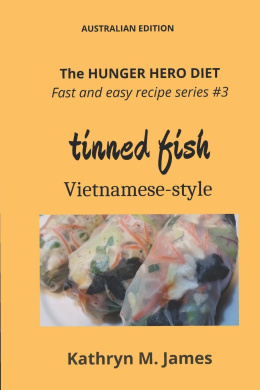 AUSTRALIAN EDITION
The HUNGER HERO DIET
Fast and easy recipe series #3
tinned fish
Vietnamese-style
Kathryn M. James